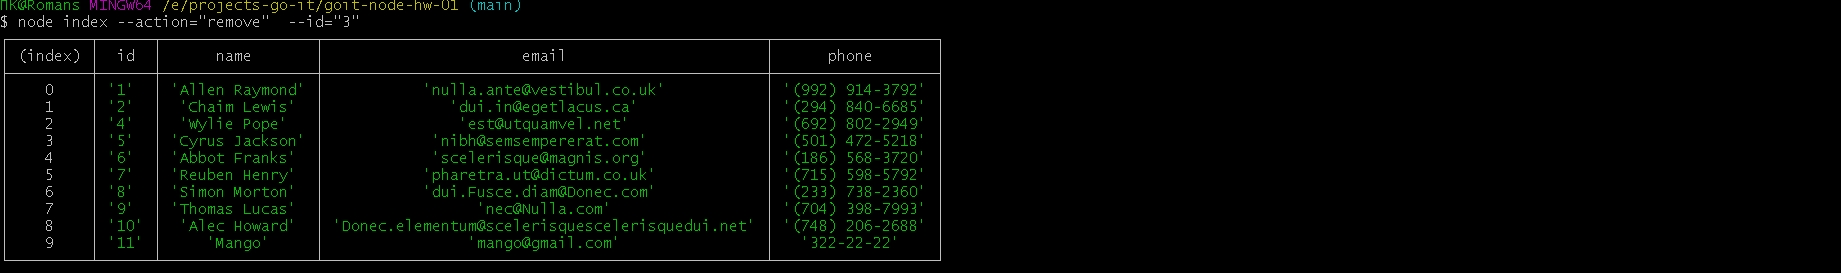 ПК@Romans MINGW64 /e/projects-go-it/goit-node-hw-01 (main)
$ node index --action="remove"  --id="3"
(index) id name email phone
0 '1' 'Allen Raymond' 'nulla.ante@vestibul.co.uk' '(992) 914-3792'
1 '2' 'Chaim Lewis' 'dui.in@egetlacus.ca' '(294) 840-6685'
2 '4' 'Wylie Pope' 'est@utquamvel.net' '(692) 802-2949'
3 '5' 'Cyrus Jackson' 'nibh@semsempererat.com' '(501) 472-5218'
4 '6' 'Abbot Franks' 'scelerisque@magnis.org' '(186) 568-3720'
5 '7' 'Reuben Henry' 'pharetra.ut@dictum.co.uk' '(715) 598-5792'
6 '8' 'Simon Morton' 'dui.Fusce.diam@Donec.com' '(233) 738-2360'
7 '9' 'Thomas Lucas' 'nec@Nulla.com' '(704) 398-7993'
8 '10' 'Alec Howard' 'Donec.elementum@scelerisquescelerisquedui.net' '(748) 206-2688'
9 '11' 'Mango' 'mango@gmail.com' '322-22-22'